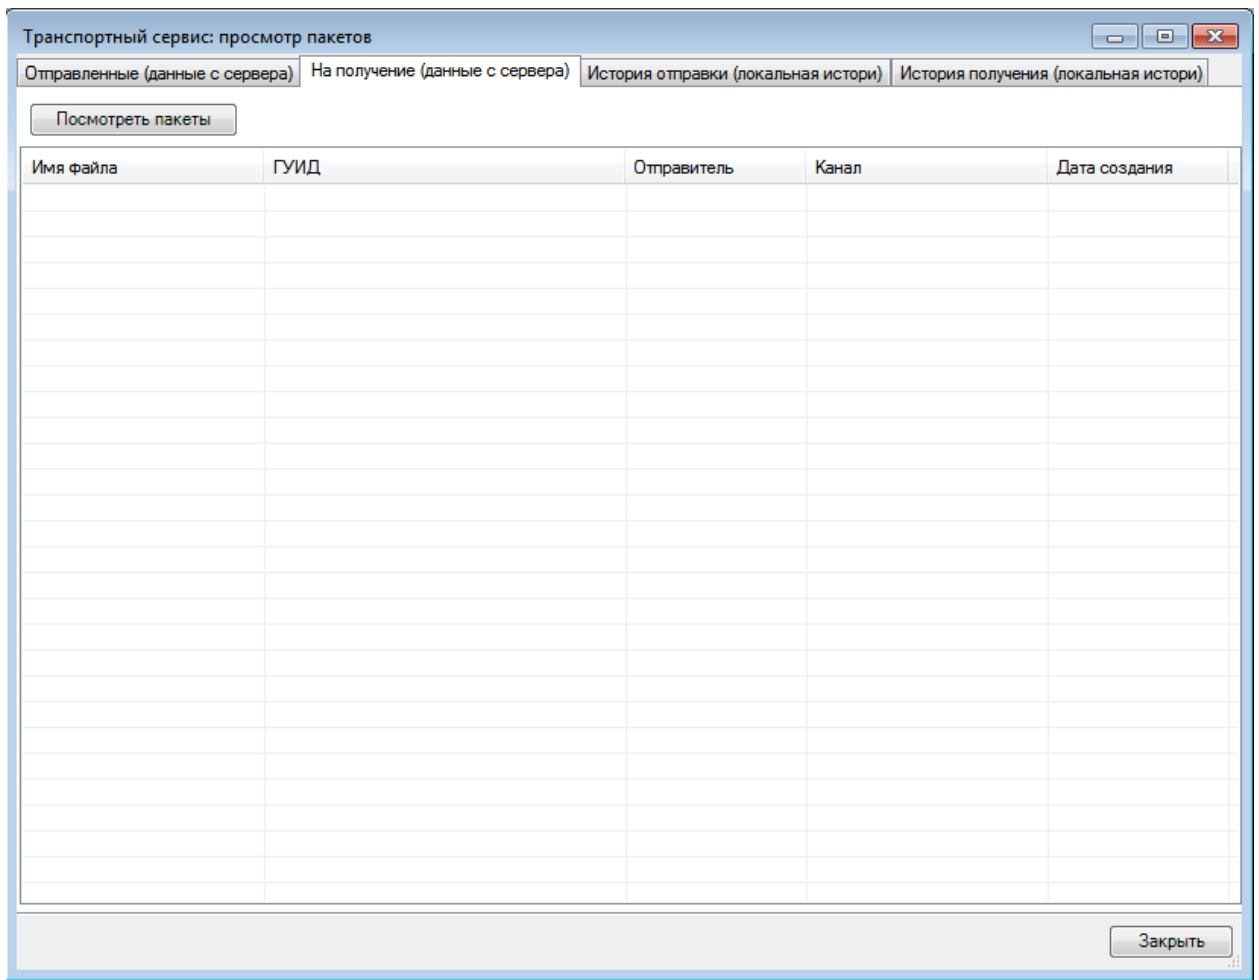 Транспортный сервис: просмотр пакетов
Отправленные (данные с сервера) На получение (данные с сервера) История отправки (локальная истори) История получения (локальная истори)
Посмотреть пакеты
Имя файла ГУИД Отправитель Канал Дата создания
Закрыть